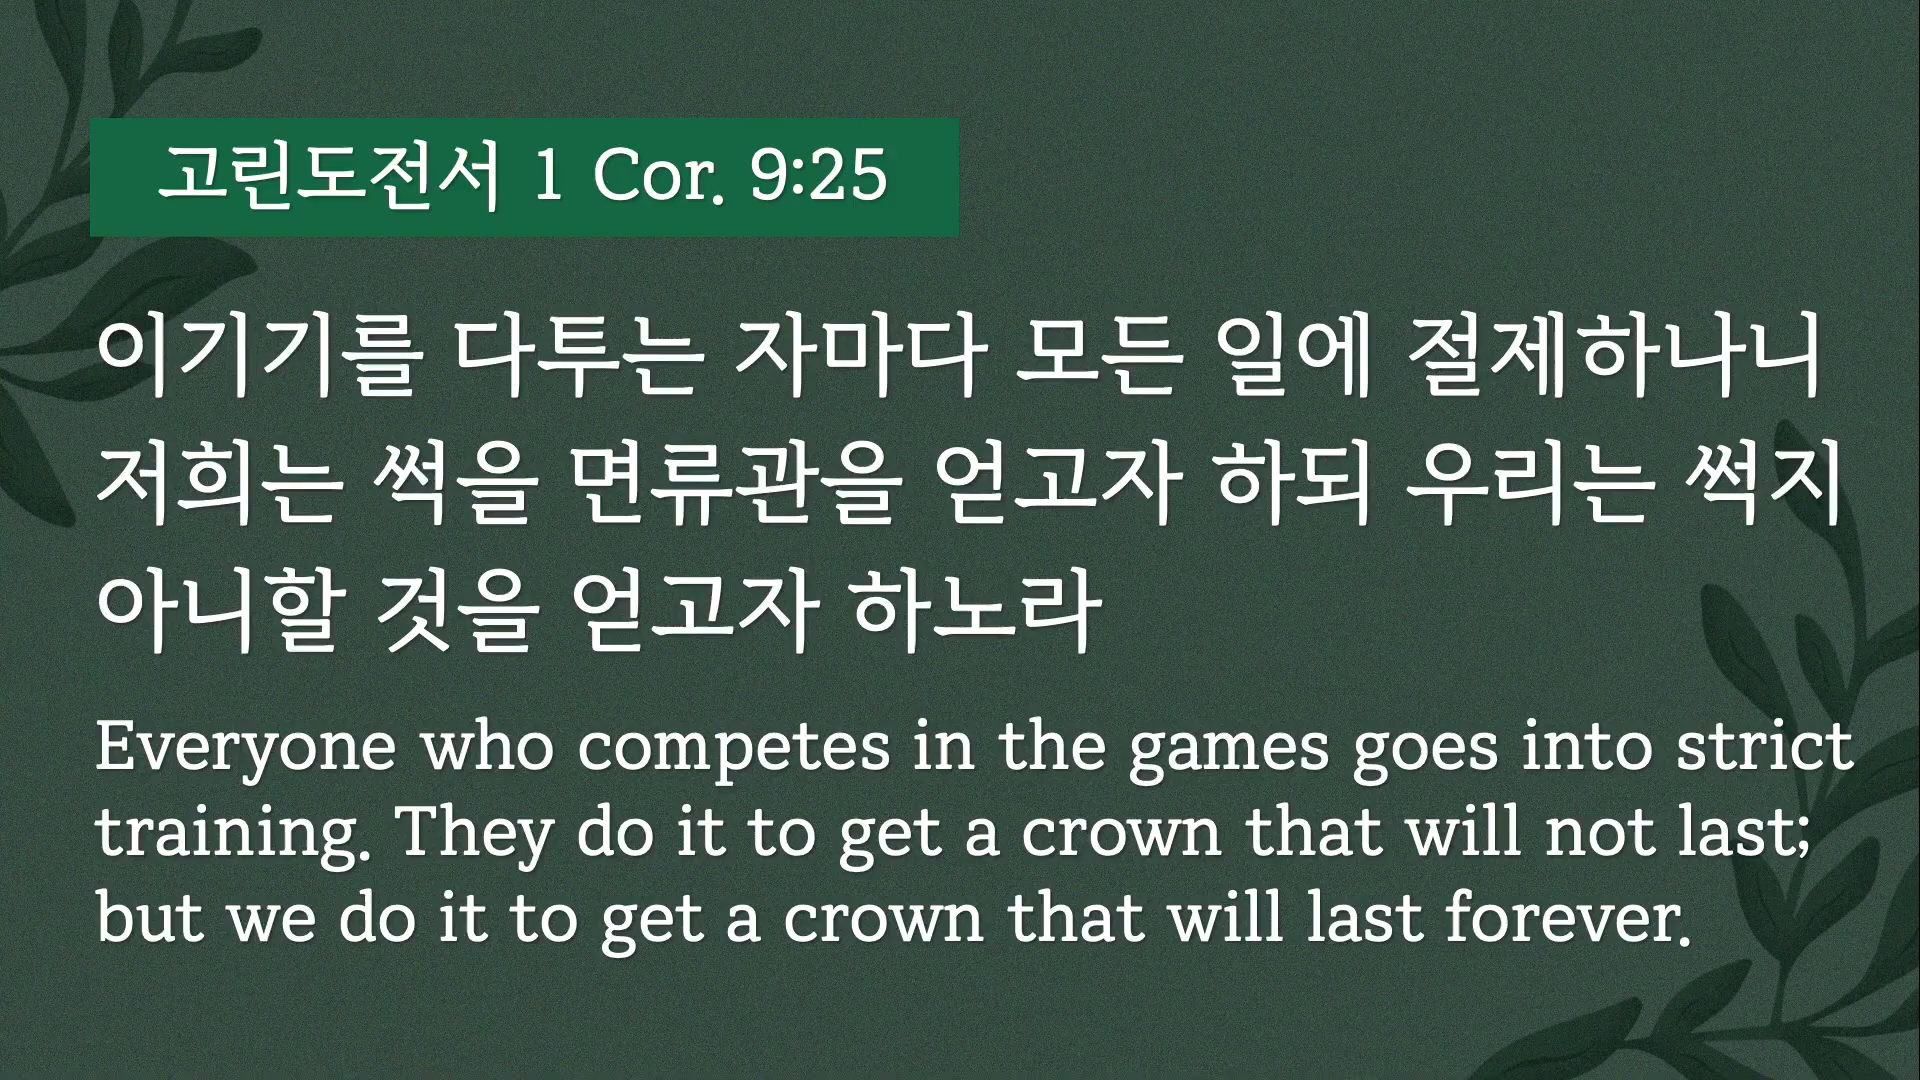 고린도전서 1 Cor. 9:25
이기기를 다투는 자마다 모든 일에 절제하나니
저희는 썩을 면류관을 얻고자 하되 우리는 썩지
아니할 것을 얻고자 하노라
Everyone who competes in the games goes into strict
training. They do it to get a crown that will not last;
but we do it to get a crown that will last forever.